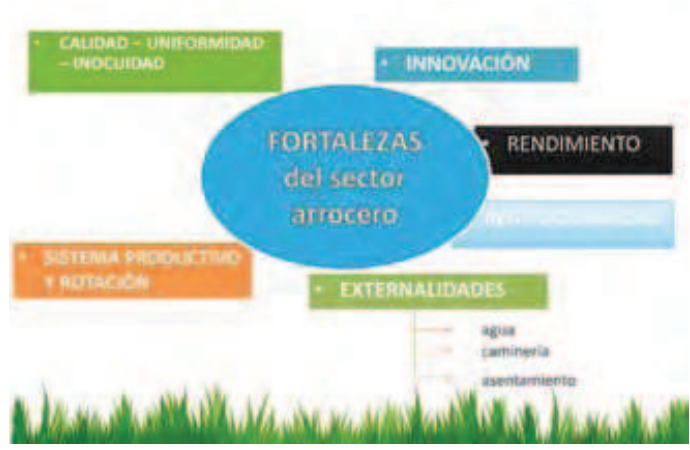 • CALIDAD – UNIFORMIDAD
– INOCUIDAD
• INNOVACIÓN
FORTALEZAS
del sector
arrocero
• RENDIMIENTO
• SISTEMA PRODUCTIVO
Y ROTACIÓN
• EXTERNALIDADES
agua
caminería
asentamiento